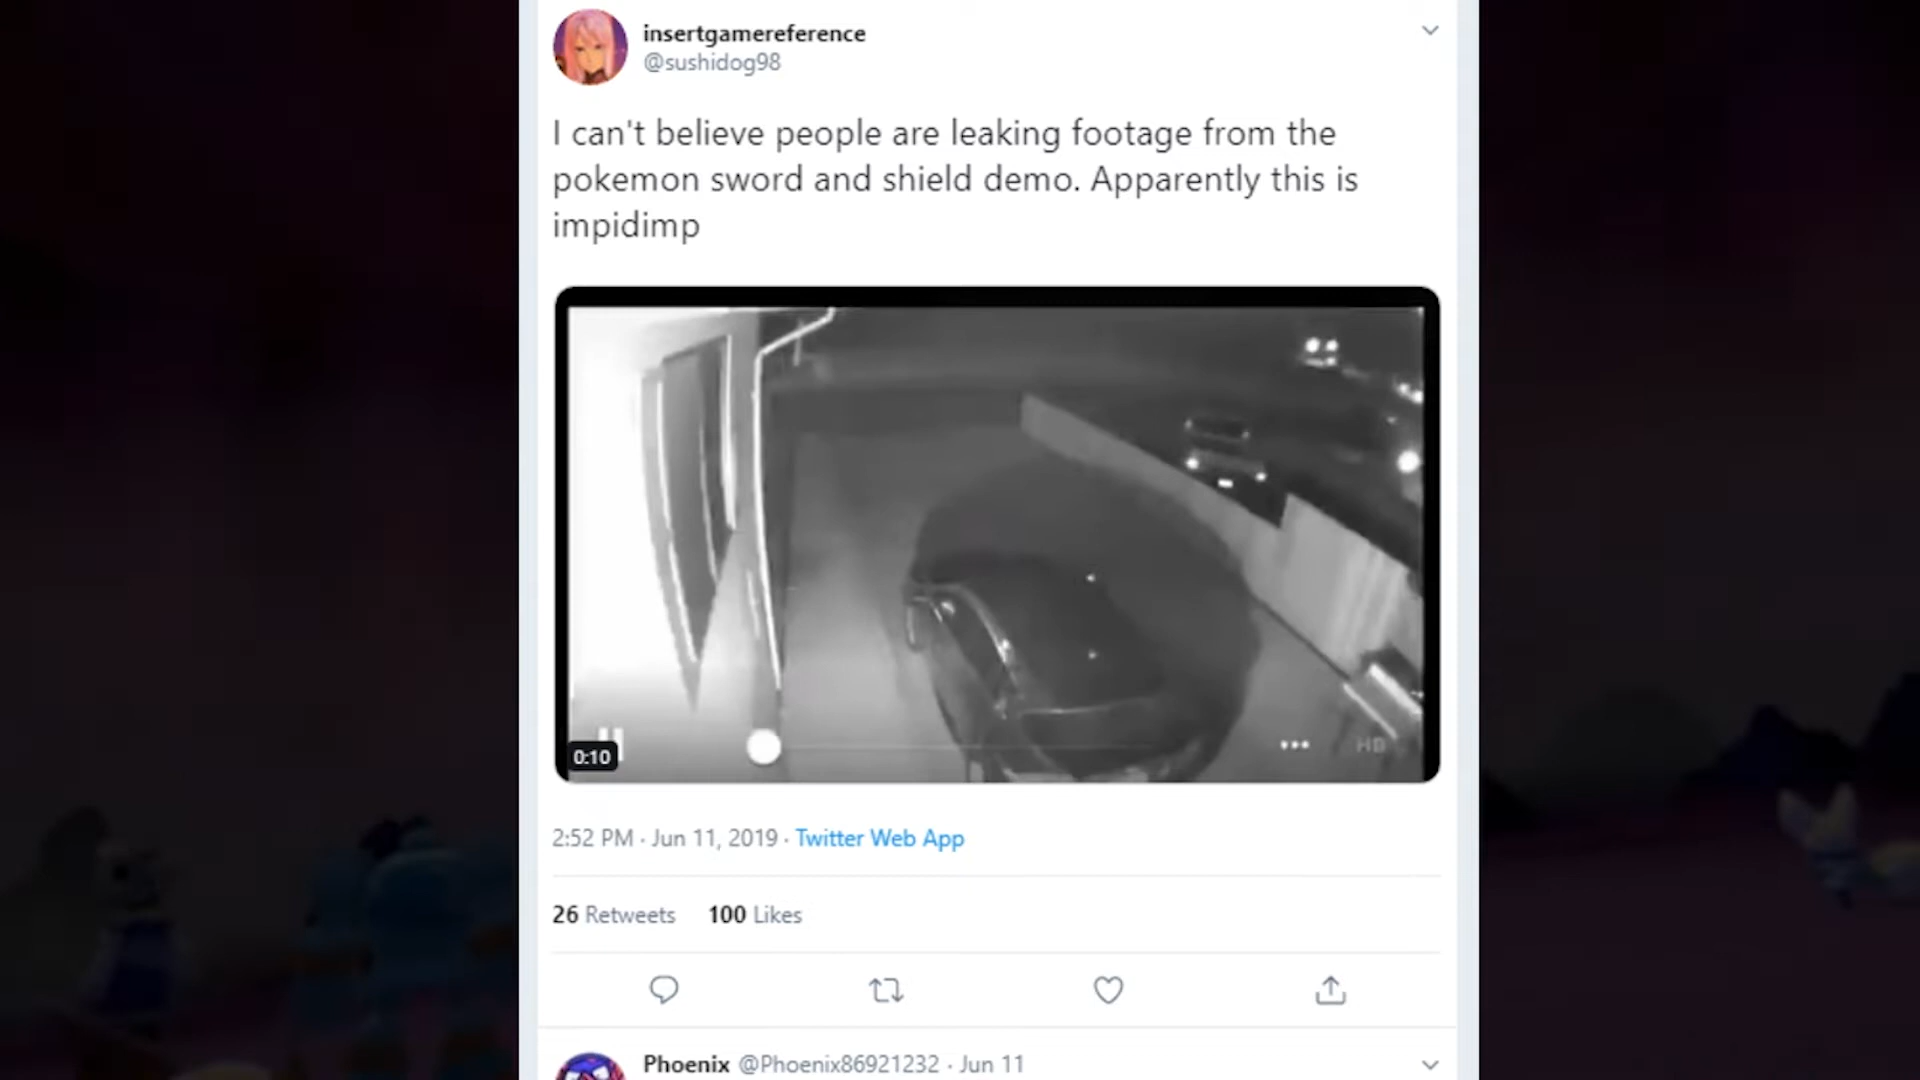 insertgamereference
@sushidog98
I can't believe people are leaking footage from the
pokemon sword and shield demo. Apparently this is
impidimp
0:10
HD
2:52 PM · Jun 11, 2019 · Twitter Web App
26 Retweets 100 Likes
Phoenix @Phoenix86921232 · Jun 11